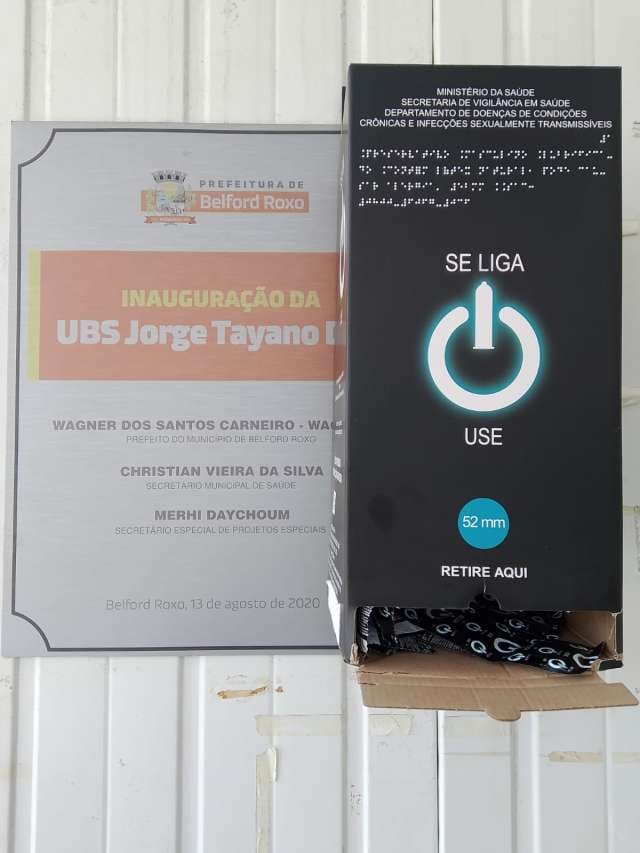 PREFEITURA DE
Belford Roxo
INAUGURAÇÃO DA
UBS Jorge Tayano
WAGNER DOS SANTOS CARNEIRO -
PREFEITO DO MUNICÍPIO DE BELFORD ROXO
CHRISTIAN VIEIRA DA SILVA
SECRETÁRIO MUNICIPAL DE SAÚDE
MERHI DAYCHOUM
SECRETÁRIO ESPECIAL DE PROJETOS ESPECIAIS
Belford Roxo, 13 de agosto de 2020
MINISTÉRIO DA SAÚDE
SECRETARIA DE VIGILÂNCIA EM SAÚDE
DEPARTAMENTO DE DOENÇAS DE CONDIÇÕES
CRÔNICAS E INFECÇÕES SEXUALMENTE TRANSMISSÍVEIS
SE LIGA
USE
52 mm
RETIRE AQUI